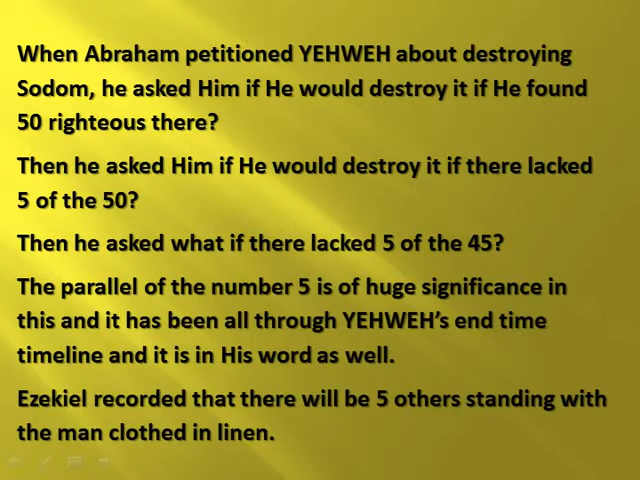 When Abraham petitioned YEHWEH about destroying
Sodom, he asked Him if He would destroy it if He found
50 righteous there?
Then he asked Him if He would destroy it if there lacked
5 of the 50?
Then he asked what if there lacked 5 of the 45?
The parallel of the number 5 is of huge significance in
this and it has been all through YEHWEH’s end time
timeline and it is in His word as well.
Ezekiel recorded that there will be 5 others standing with
the man clothed in linen.